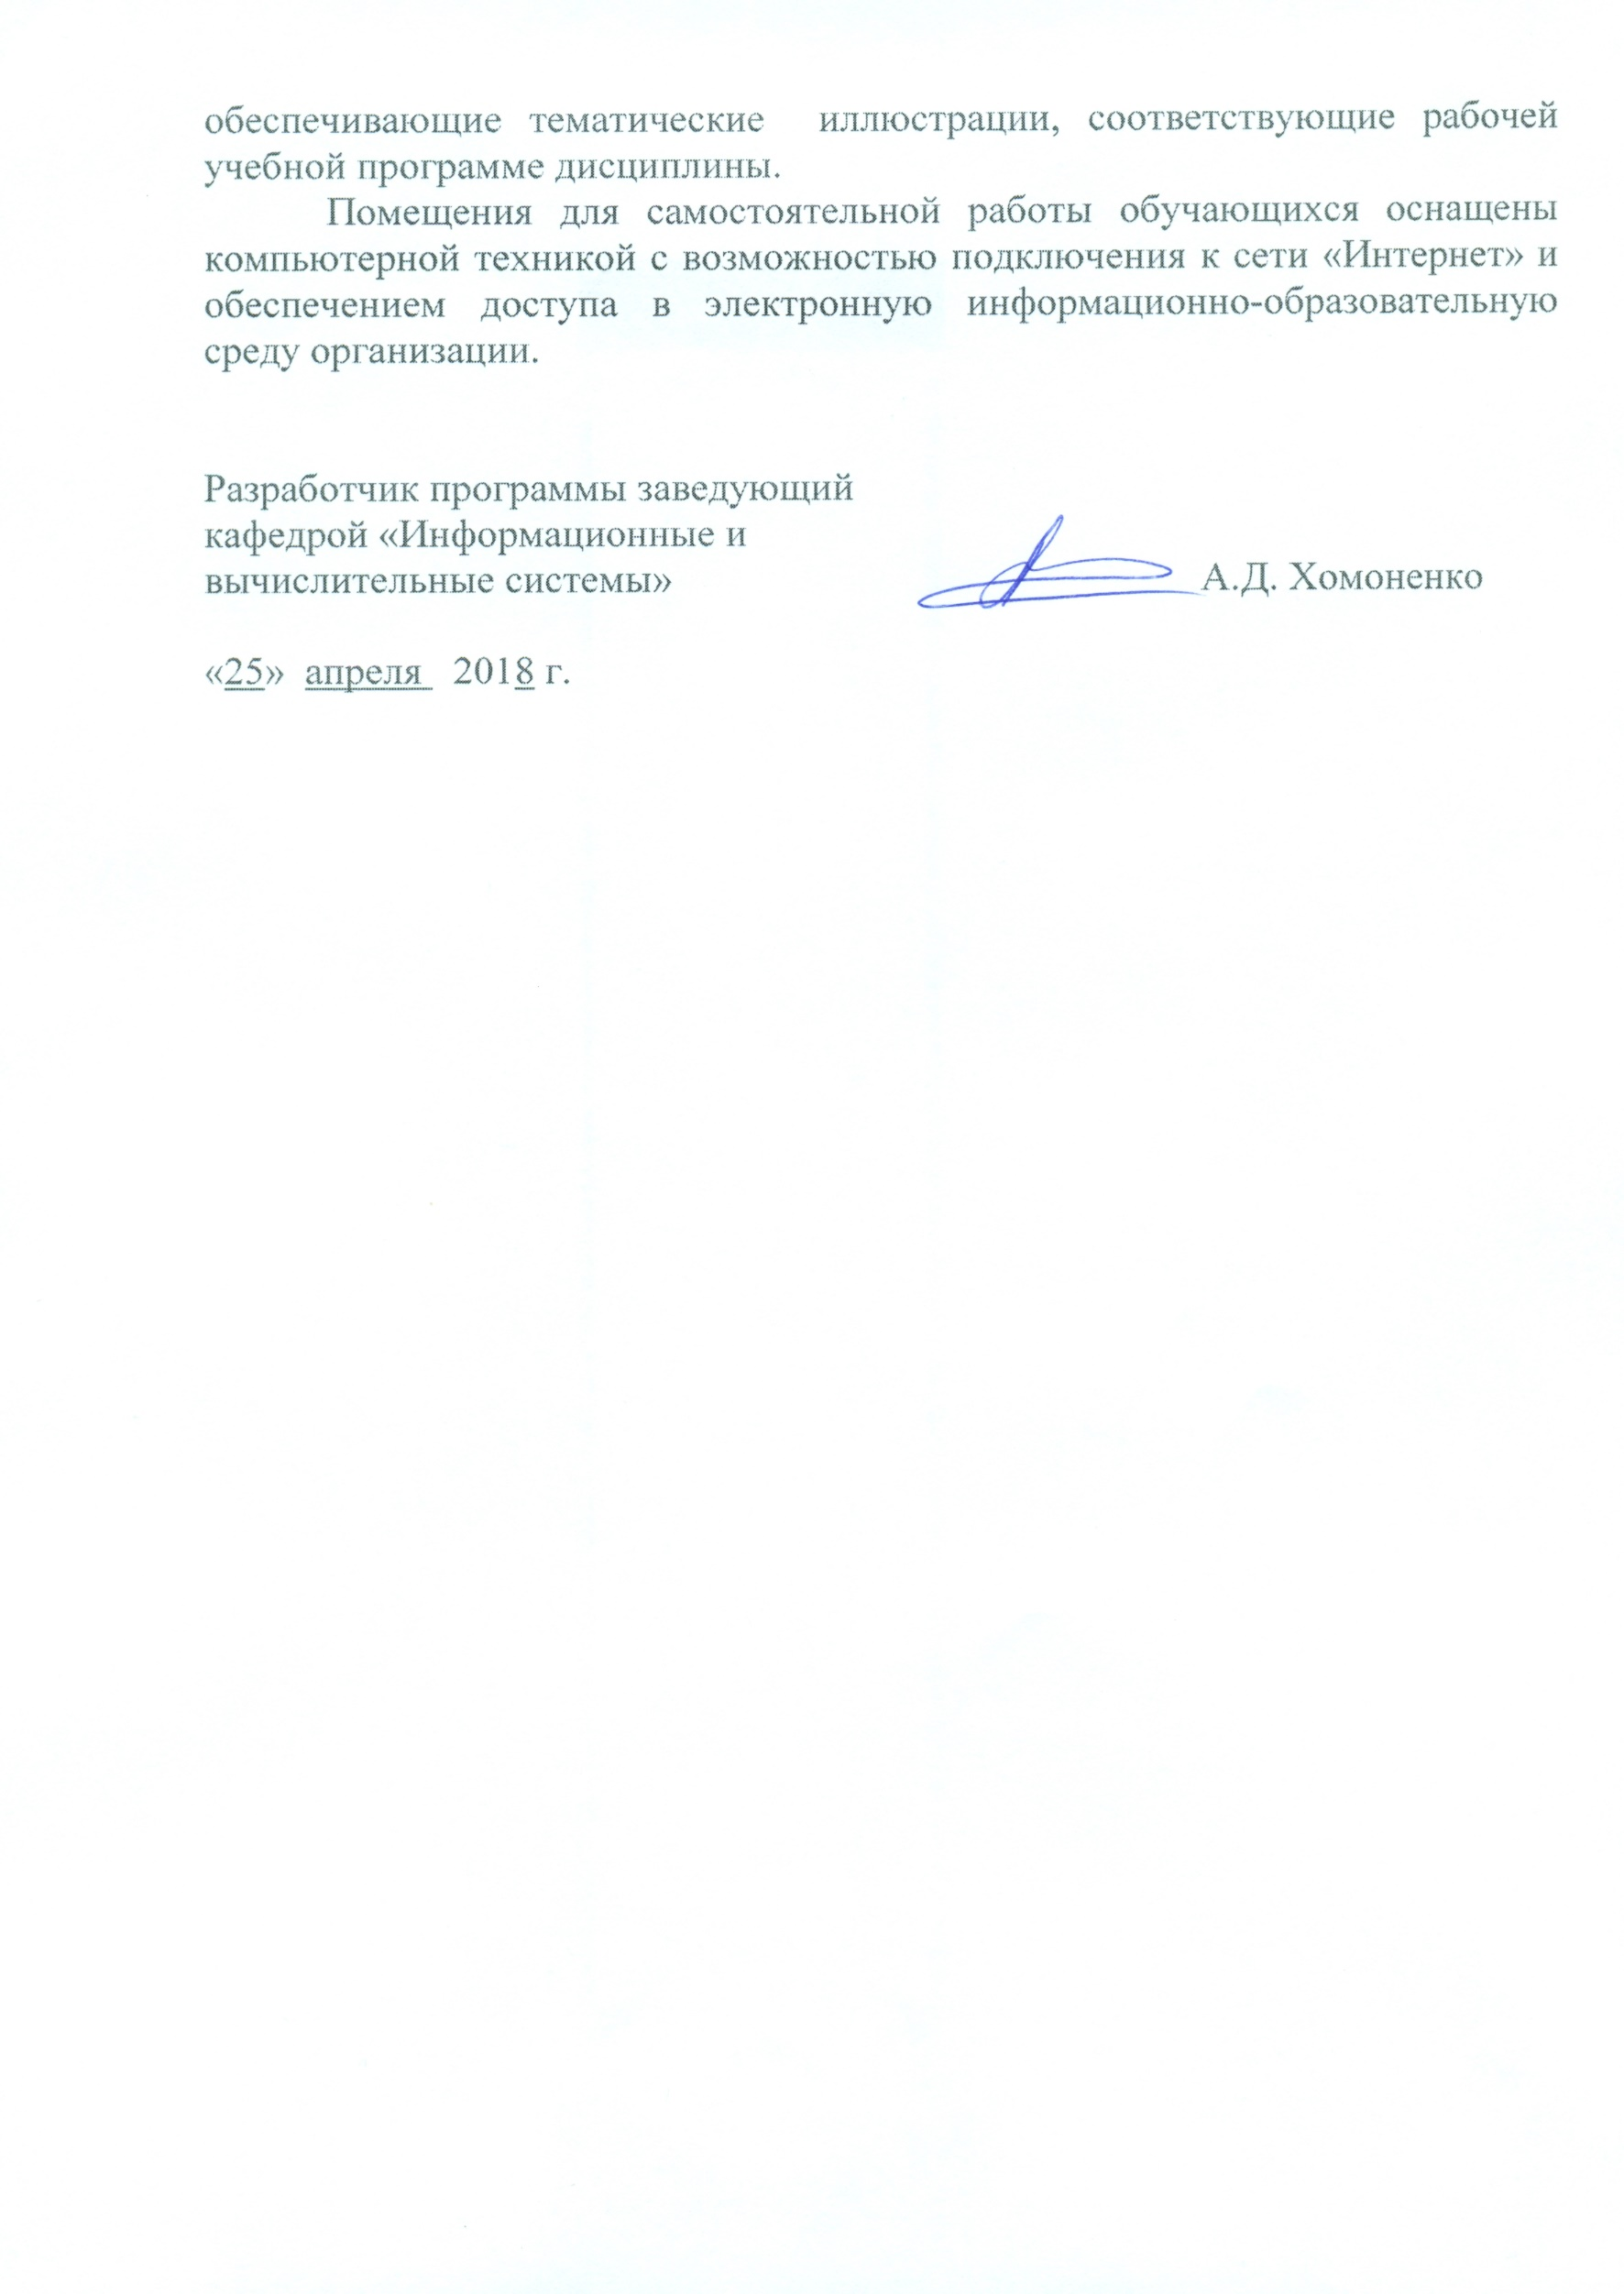 обеспечивающие тематические иллюстрации, соответствующие рабочей
учебной программе дисциплины.
Помещения для самостоятельной работы обучающихся оснащены
компьютерной техникой с возможностью подключения к сети «Интернет» и
обеспечением доступа в электронную информационно-образовательную
среду организации.
Разработчик программы заведующий
кафедрой «Информационные и
вычислительные системы» А.Д. Хомоненко
«25» апреля 2018 г.